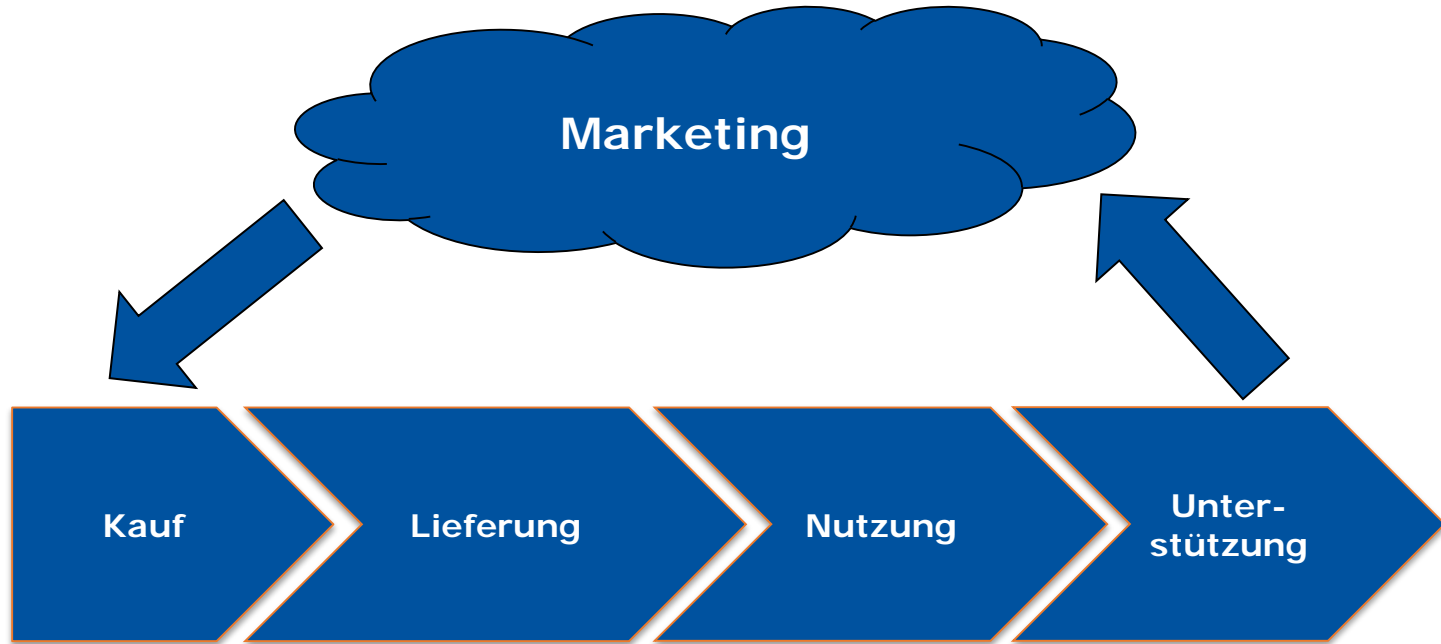 Marketing
Kauf
Lieferung
Nutzung
Unter-
stützung